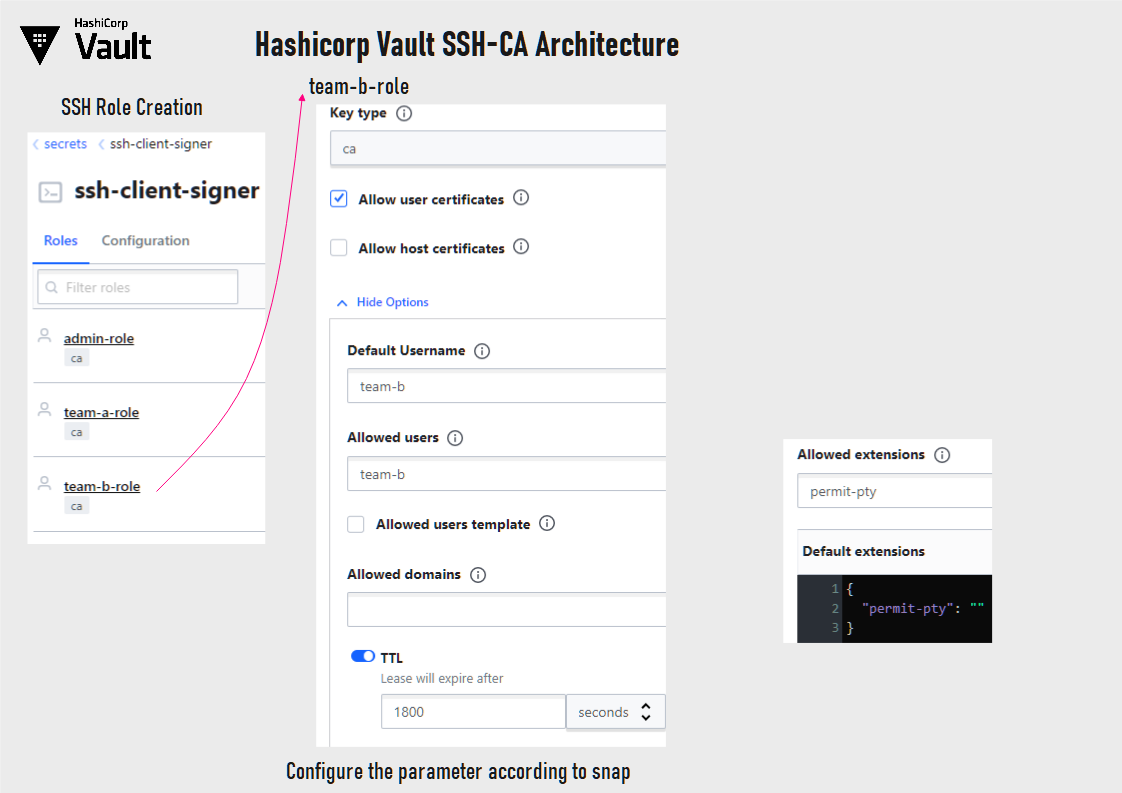 HashiCorp
Vault
Hashicorp Vault SSH-CA Architecture
SSH Role Creation
secrets ssh-client-signer
ssh-client-signer
Roles Configuration
Filter roles
admin-role
ca
team-a-role
ca
team-b-role
ca
team-b-role
Key type
ca
Allow user certificates
Allow host certificates
Hide Options
Default Username
team-b
Allowed users
team-b
Allowed users template
Allowed domains
TTL
Lease will expire after
1800 seconds
Allowed extensions
permit-pty
Default extensions
1 {
2 "permit-pty": ""
3 }
Configure the parameter according to snap